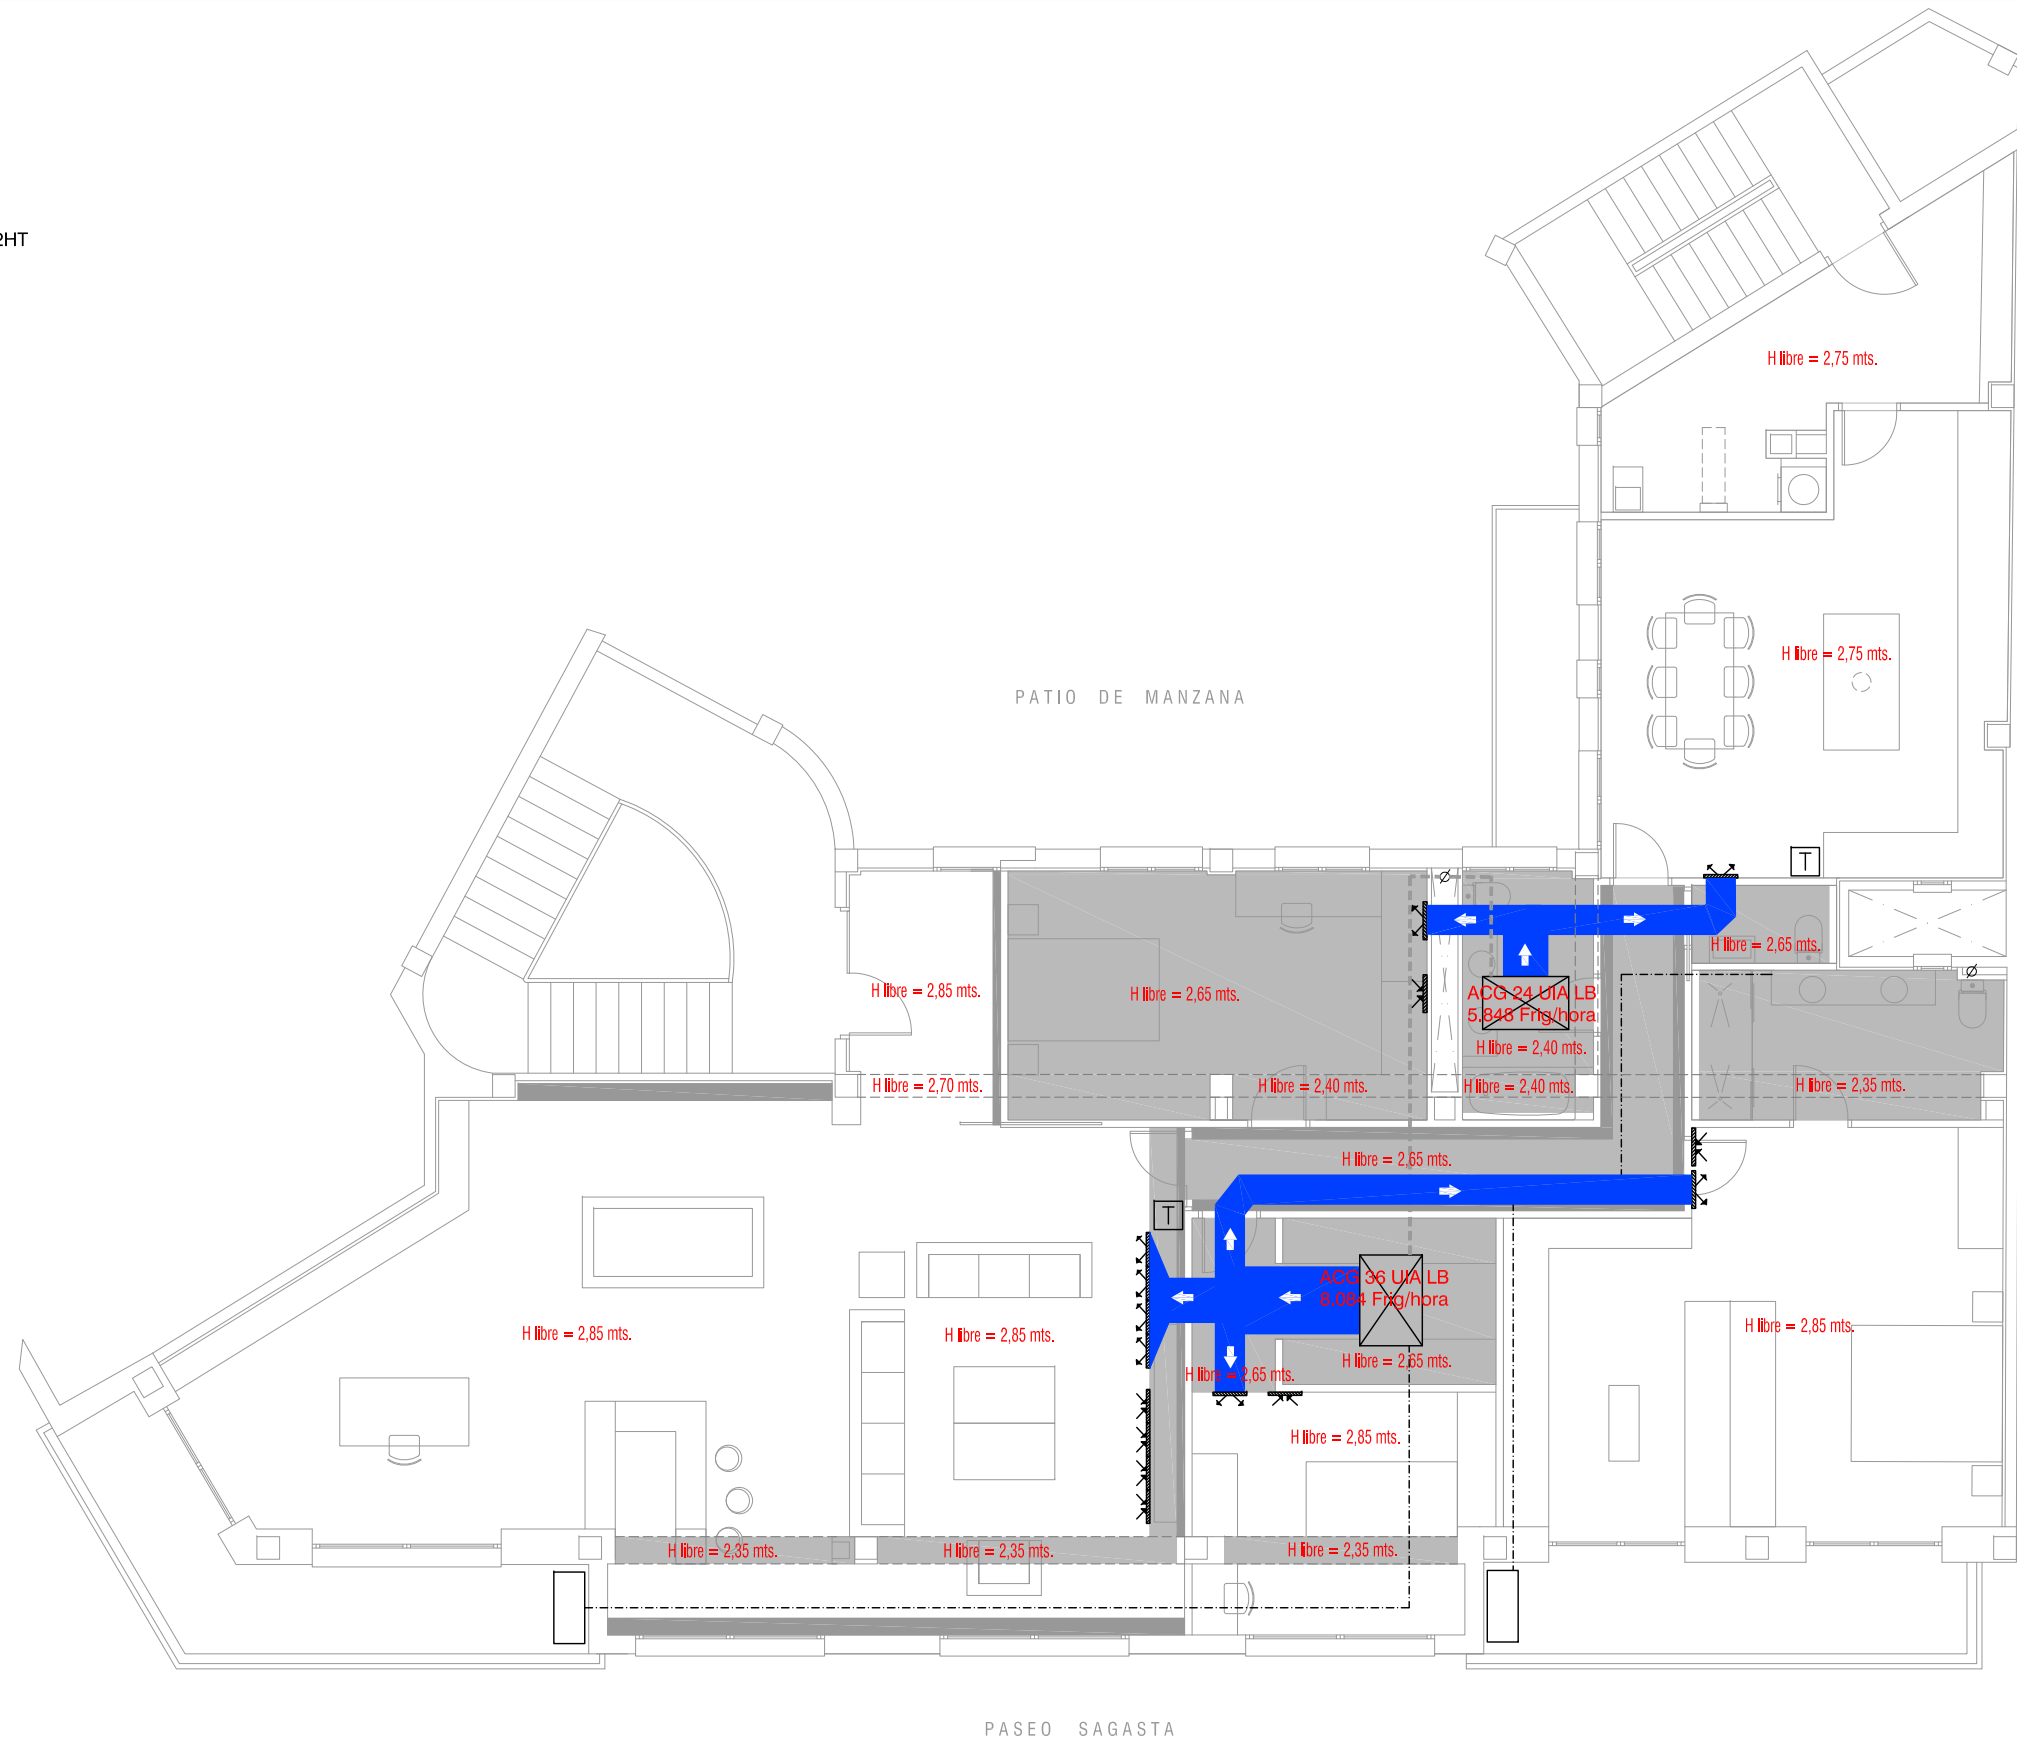 2HT
H libre = 2,75 mts.
H libre = 2,75 mts.
PATIO DE MANZANA
T
H libre = 2,65 mts.
H libre = 2,85 mts.
H libre = 2,65 mts.
ACG 24 UIA LB
5.848 Frig/hora
H libre = 2,40 mts.
H libre = 2,70 mts.
H libre = 2,40 mts.
H libre = 2,40 mts.
H libre = 2,35 mts.
H libre = 2,65 mts.
T
ACG 36 UIA LB
8.084 Frig/hora
H libre = 2,85 mts.
H libre = 2,85 mts.
H libre = 2,85 mts.
H libre = 2,65 mts.
H libre = 2,65 mts.
H libre = 2,85 mts.
H libre = 2,35 mts.
H libre = 2,35 mts.
H libre = 2,35 mts.
PASEO SAGASTA